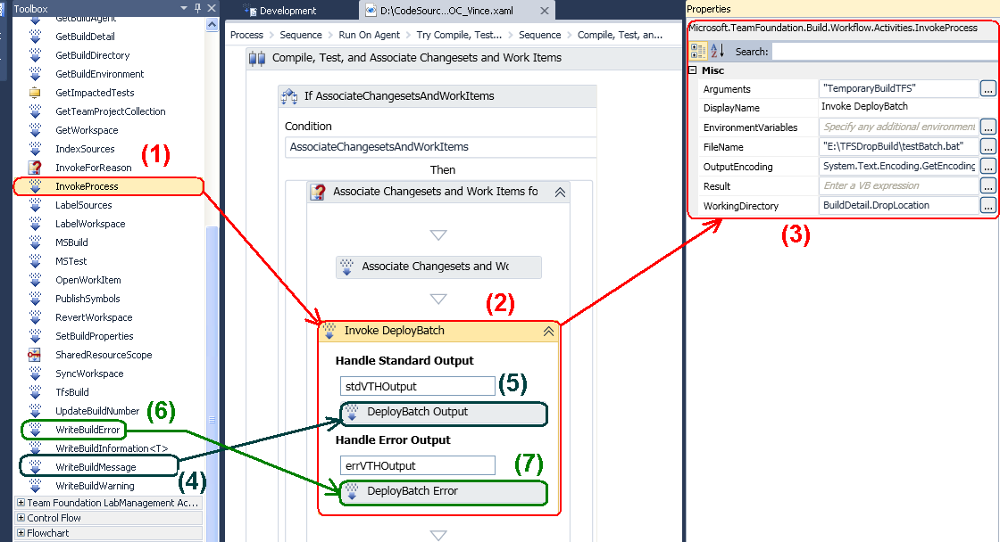 Toolbox
GetBuildAgent
GetBuildDetail
GetBuildDirectory
GetBuildEnvironment
GetImpactedTests
GetTeamProjectCollection
GetWorkspace
IndexSources
(1)
InvokeForReason
InvokeProcess
LabelSources
LabelWorkspace
MSBuild
MSTest
OpenWorkItem
PublishSymbols
RevertWorkspace
SetBuildProperties
SharedResourceScope
SyncWorkspace
TfsBuild
UpdateBuildNumber
(6)
WriteBuildError
WriteBuildInformation<T>
WriteBuildMessage
(4)
WriteBuildWarning
Team Foundation LabManagement Ac...
Control Flow
Flowchart
Development
D:\CodeSourc...OC_Vince.xaml
Process
Sequence
Run On Agent
Try Compile, Test...
Sequence
Compile, Test, an...
Compile, Test, and Associate Changesets and Work Items
If AssociateChangesetsAndWorkItems
Condition
AssociateChangesetsAndWorkItems
Then
Associate Changesets and Work Items fo
Associate Changesets and Wo
(2)
Invoke DeployBatch
Handle Standard Output
stdVTHOutput
(5)
DeployBatch Output
Handle Error Output
errVTHOutput
(7)
DeployBatch Error
Properties
Microsoft.TeamFoundation.Build.Workflow.Activities.InvokeProcess
Search:
Misc
Arguments "TemporaryBuildTFS" ...
DisplayName Invoke DeployBatch
EnvironmentVariables Specify any additional environment ...
FileName "E:\TFSDropBuild\testBatch.bat" ...
OutputEncoding System.Text.Encoding.GetEncoding ...
Result Enter a VB expression ...
WorkingDirectory BuildDetail.DropLocation ...
(3)